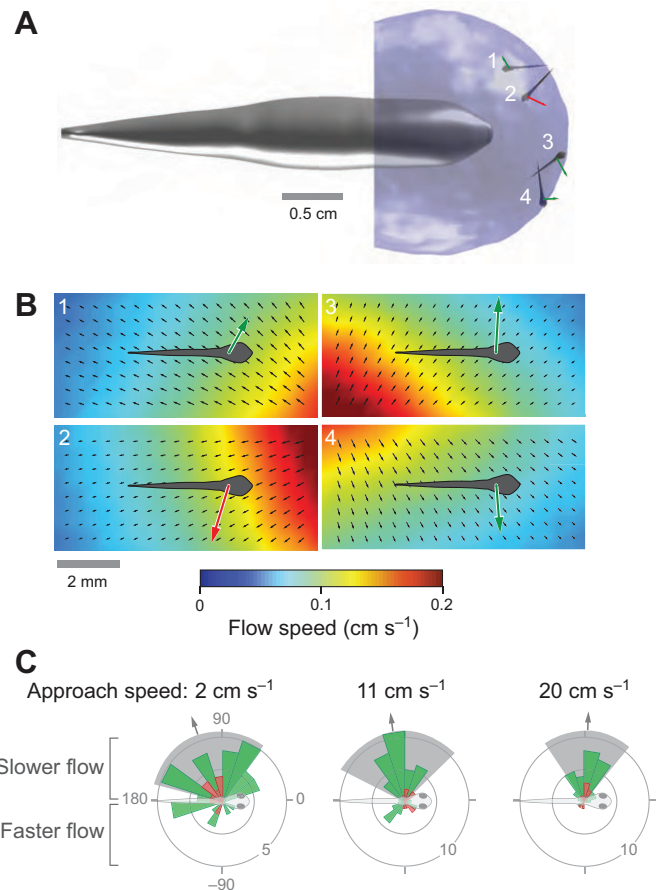 A
1
2
3
4
0.5 cm
B
1
3
2
4
2 mm
0
0.1
0.2
Flow speed (cm s⁻¹)
C
Approach speed: 2 cm s⁻¹
11 cm s⁻¹
20 cm s⁻¹
90
Slower flow
180
0
Faster flow
5
10
10
–90